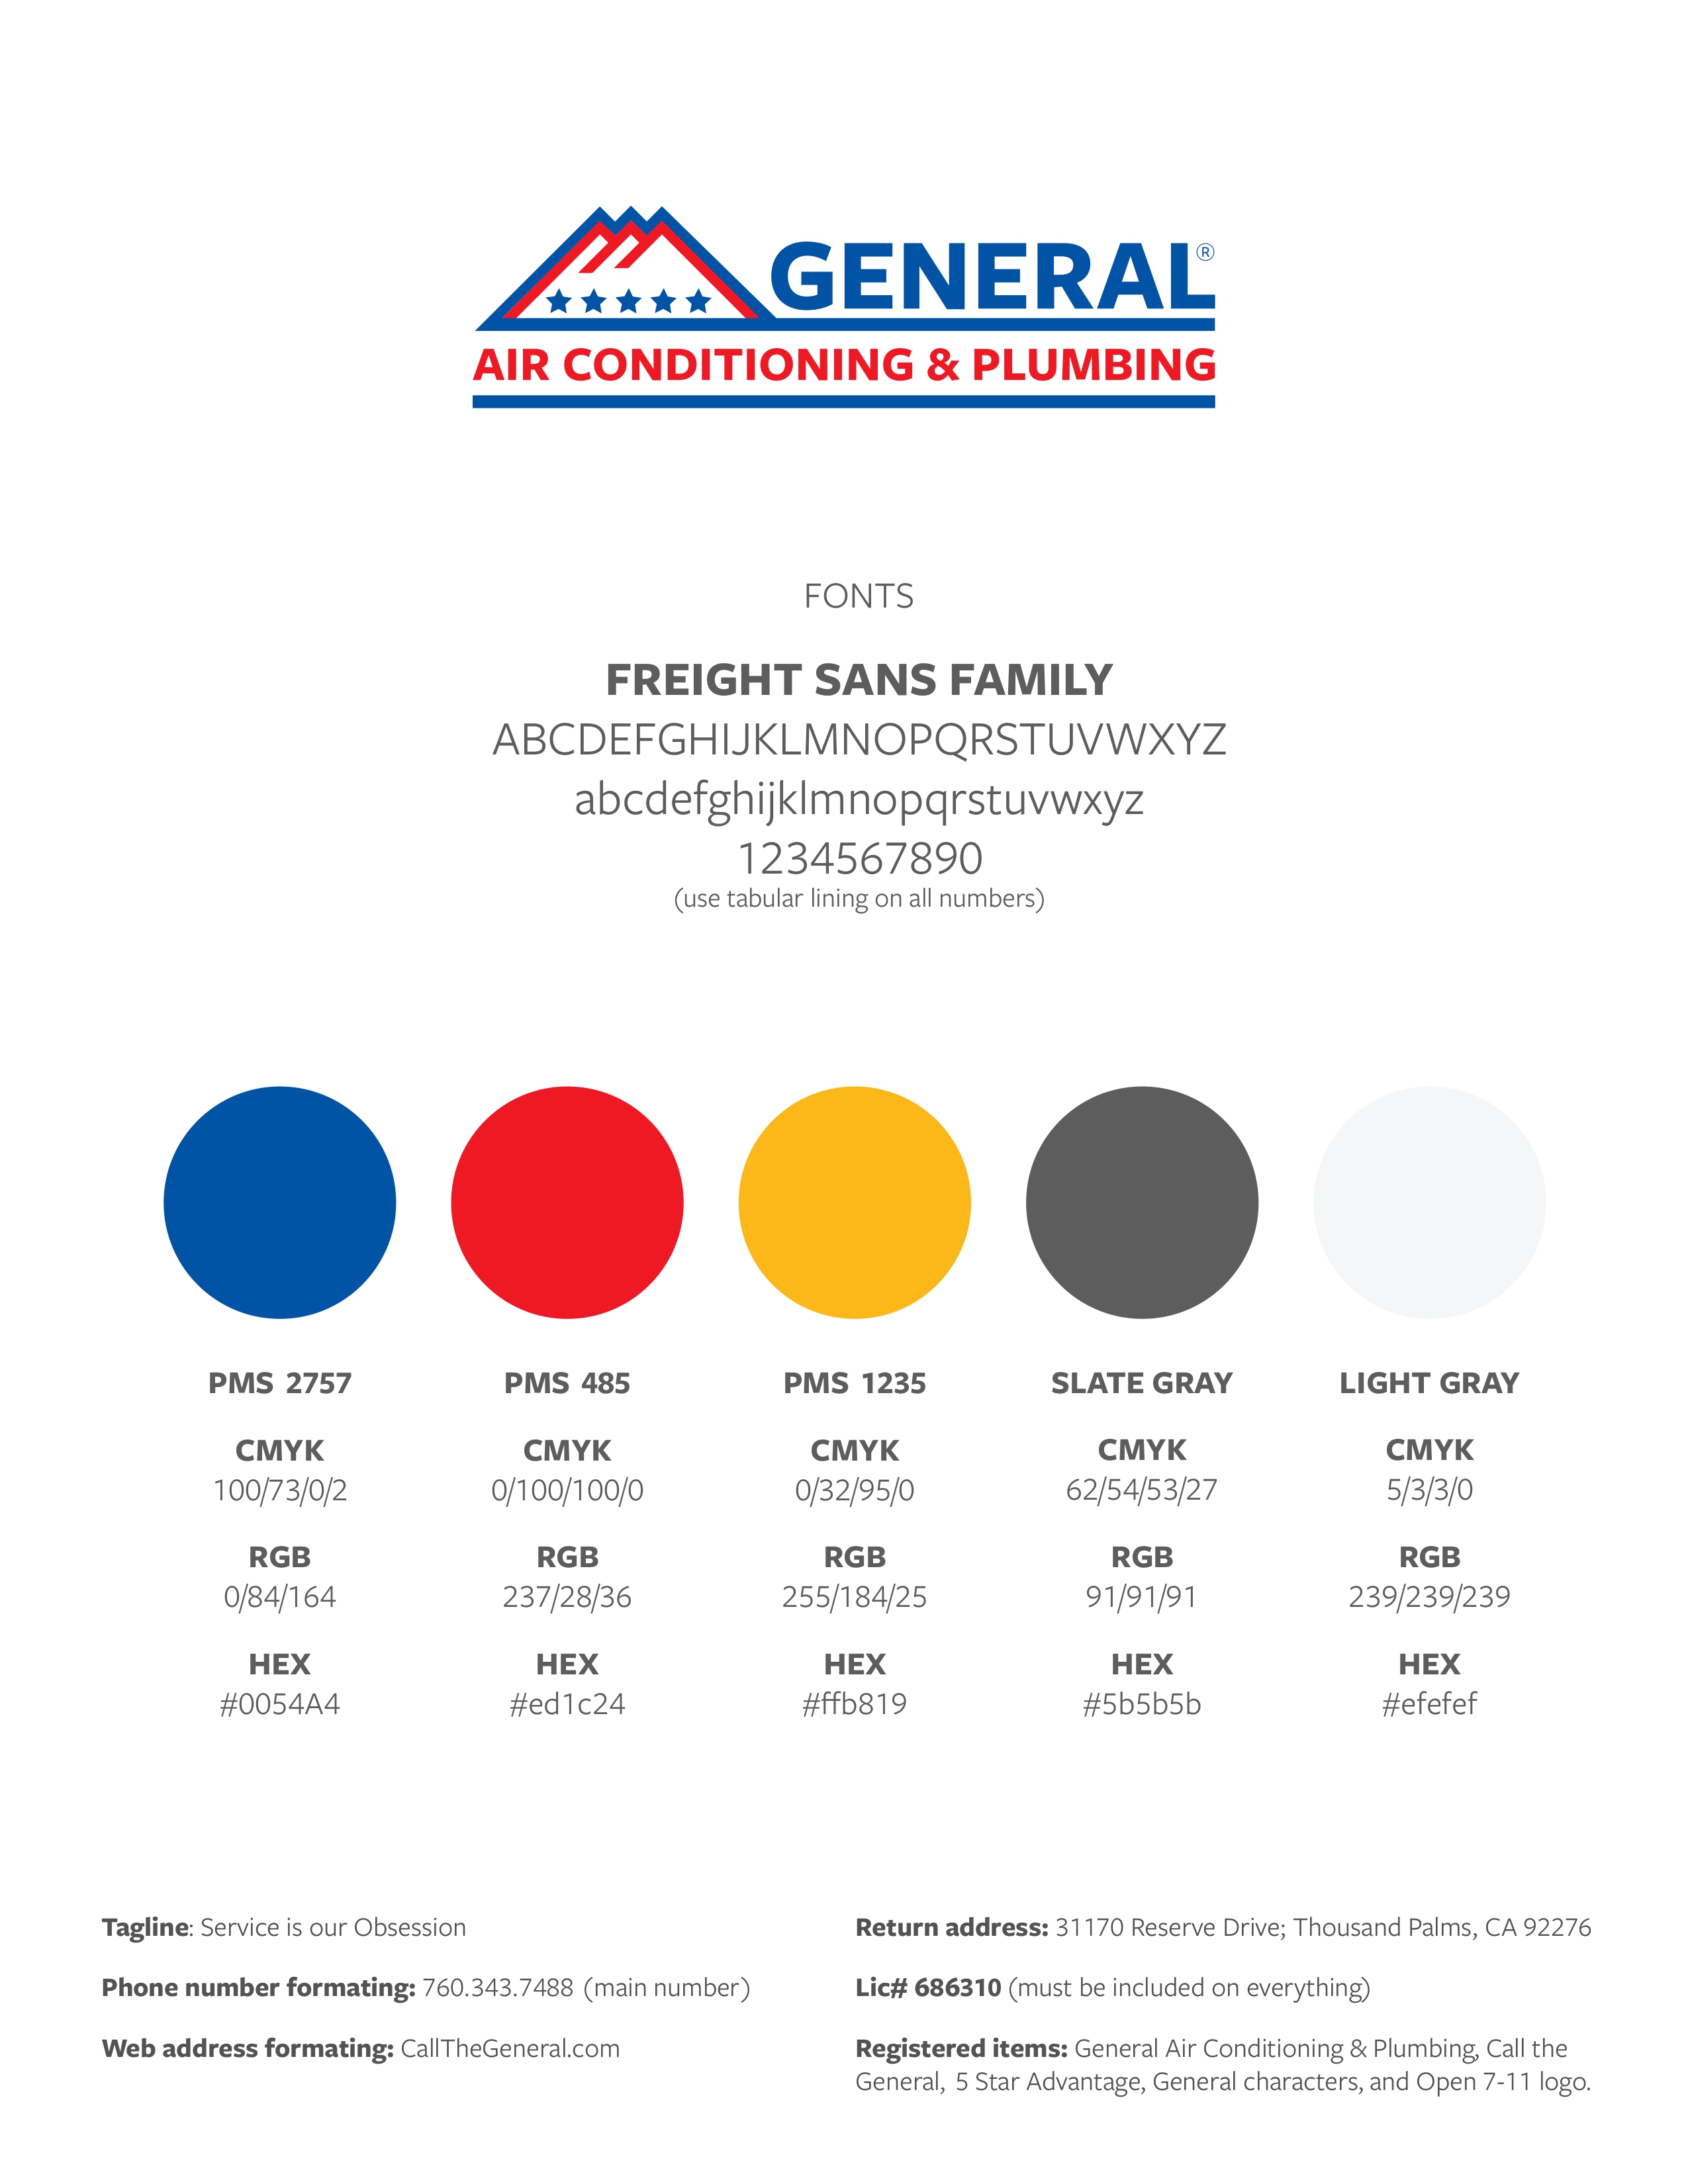 GENERAL®
AIR CONDITIONING & PLUMBING
FONTS
FREIGHT SANS FAMILY
ABCDEFGHIJKLMNOPQRSTUVWXYZ
abcdefghijklmnopqrstuvwxyz
1234567890
(use tabular lining on all numbers)
PMS 2757
CMYK
100/73/0/2
RGB
0/84/164
HEX
#0054A4
PMS 485
CMYK
0/100/100/0
RGB
237/28/36
HEX
#ed1c24
PMS 1235
CMYK
0/32/95/0
RGB
255/184/25
HEX
#ffb819
SLATE GRAY
CMYK
62/54/53/27
RGB
91/91/91
HEX
#5b5b5b
LIGHT GRAY
CMYK
5/3/3/0
RGB
239/239/239
HEX
#efefef
Tagline: Service is our Obsession
Phone number formating: 760.343.7488 (main number)
Web address formating: CallTheGeneral.com
Return address: 31170 Reserve Drive; Thousand Palms, CA 92276
Lic# 686310 (must be included on everything)
Registered items: General Air Conditioning & Plumbing, Call the
General, 5 Star Advantage, General characters, and Open 7-11 logo.